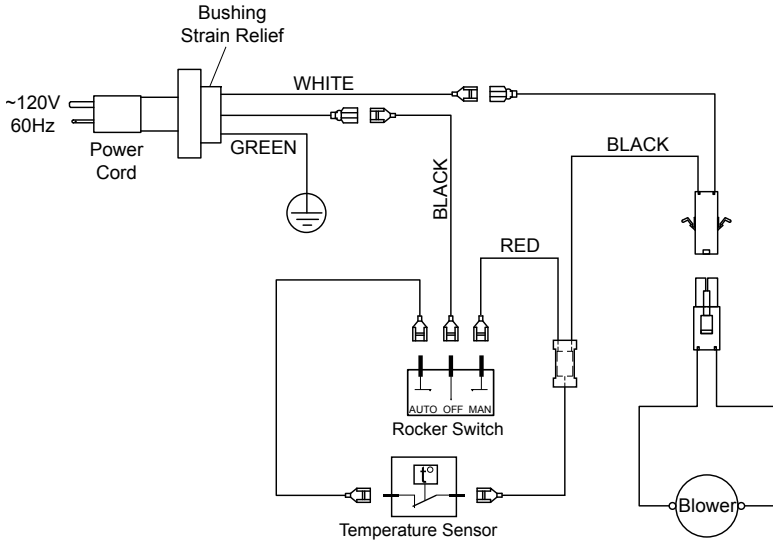 Bushing
Strain Relief
WHITE
~120V
60Hz
Power
Cord
GREEN
BLACK
BLACK
RED
AUTO OFF MAN
Rocker Switch
t°
Temperature Sensor
Blower